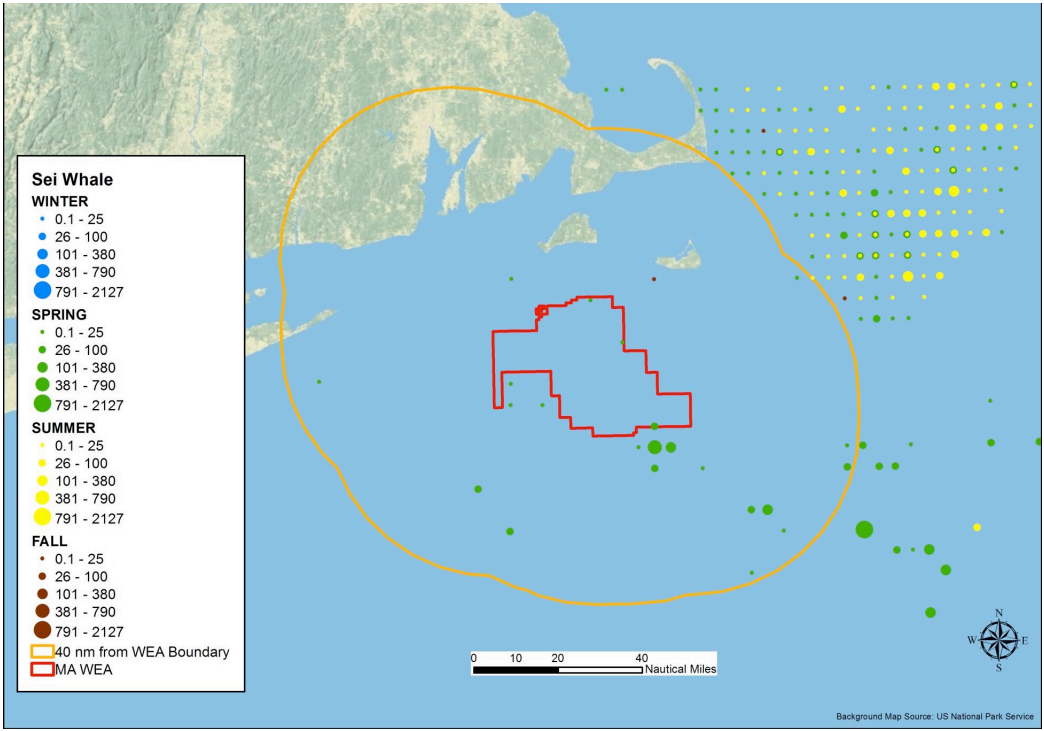 Sei Whale
WINTER
0.1 - 25
26 - 100
101 - 380
381 - 790
791 - 2127
SPRING
0.1 - 25
26 - 100
101 - 380
381 - 790
791 - 2127
SUMMER
0.1 - 25
26 - 100
101 - 380
381 - 790
791 - 2127
FALL
0.1 - 25
26 - 100
101 - 380
381 - 790
791 - 2127
40 nm from WEA Boundary
MA WEA
0 10 20 40
Nautical Miles
N
W E
S
Background Map Source: US National Park Service